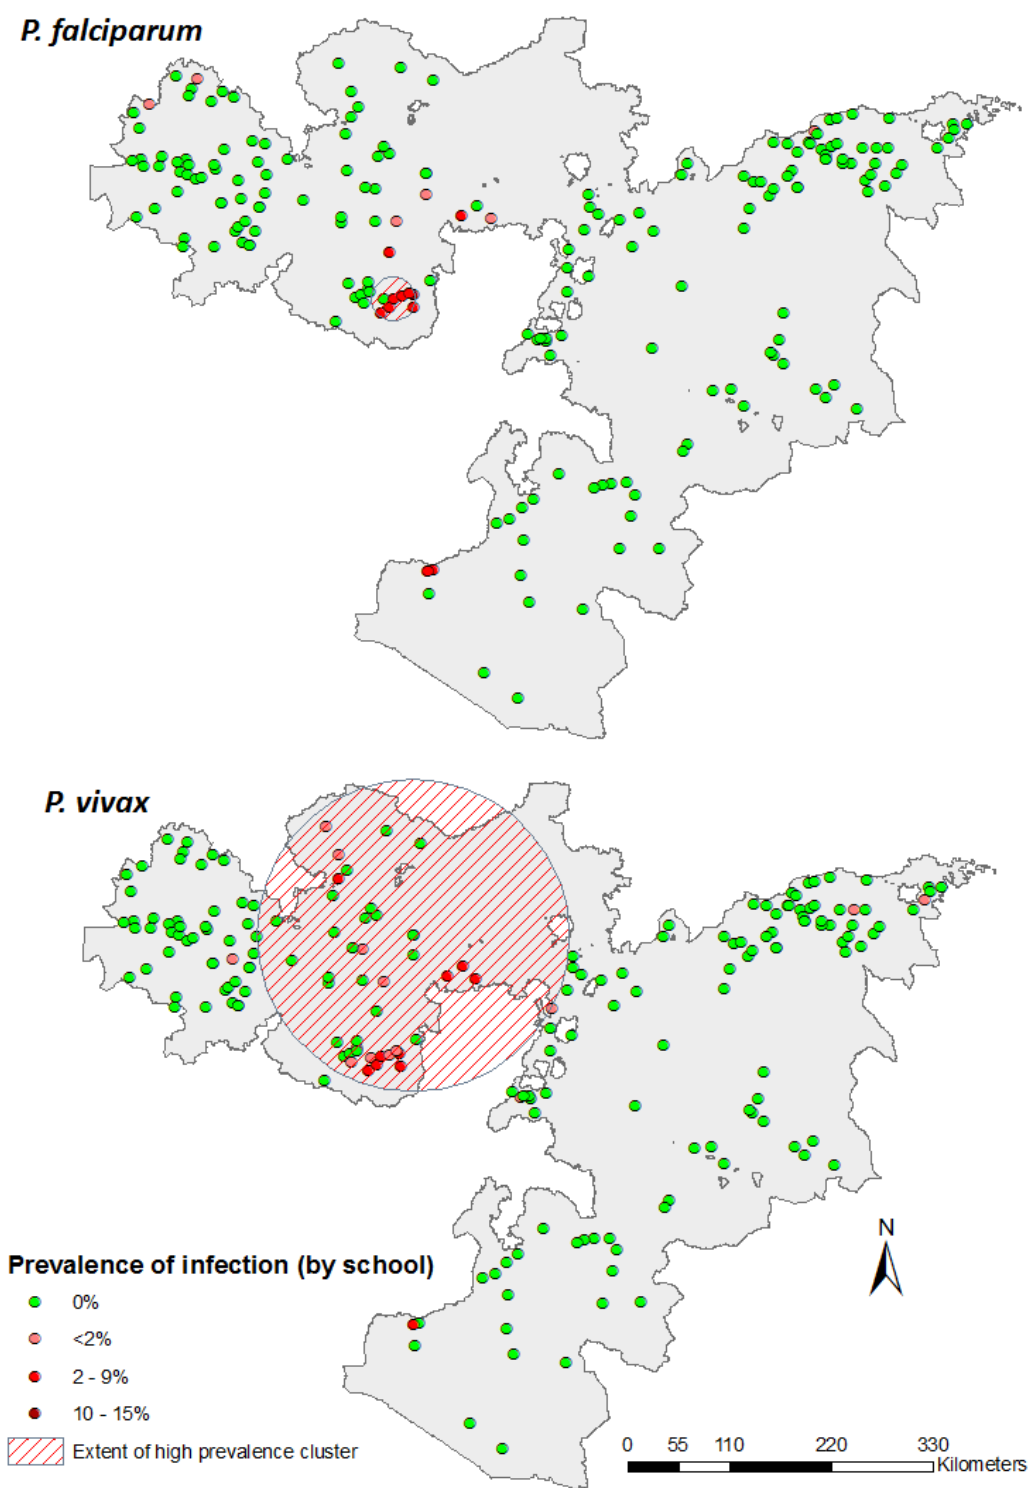 P. falciparum
P. vivax
N
Prevalence of infection (by school)
0%
<2%
2 - 9%
10 - 15%
Extent of high prevalence cluster
0 55 110 220 330
Kilometers